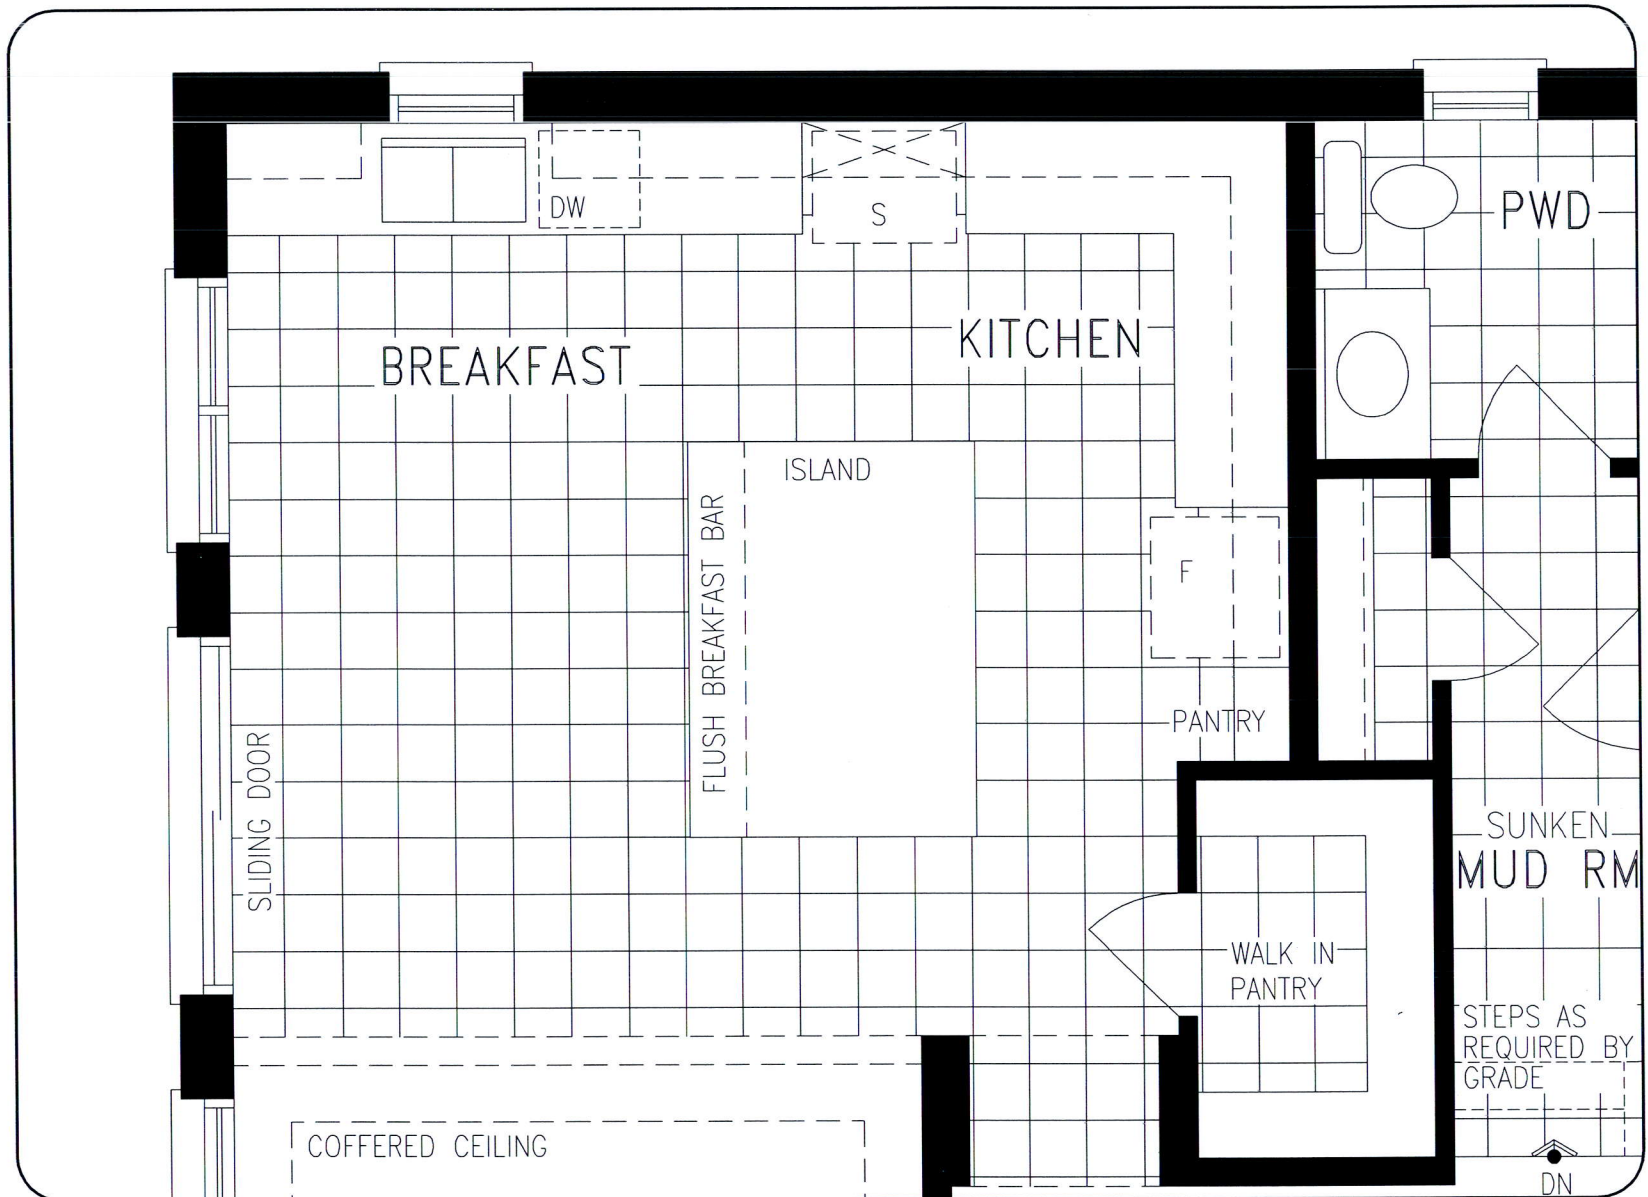 DW
S
PWD
KITCHEN
BREAKFAST
ISLAND
FLUSH BREAKFAST BAR
F
PANTRY
SLIDING DOOR
SUNKEN
MUD RM
WALK IN
PANTRY
STEPS AS
REQUIRED BY
GRADE
COFFERED CEILING
DN